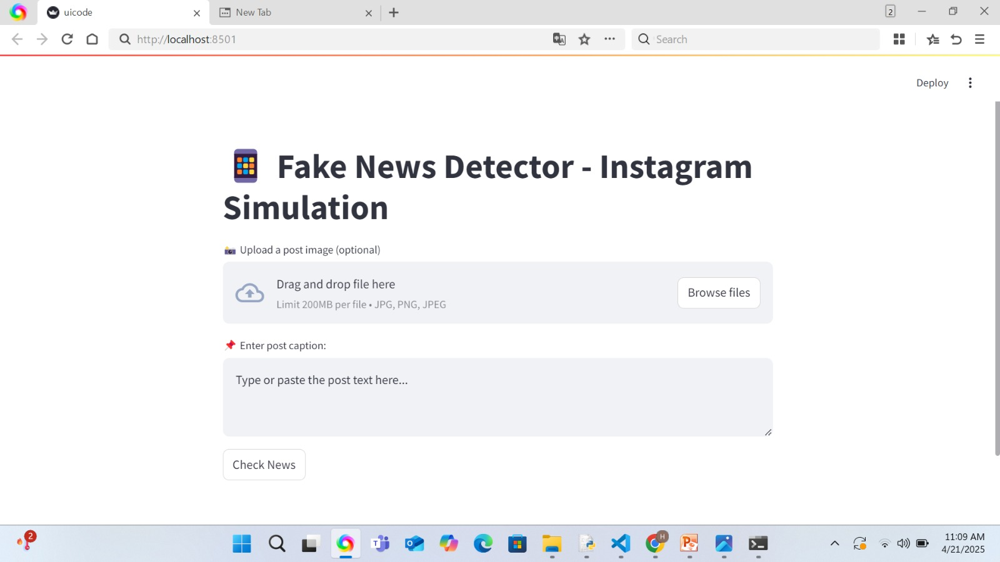 uicode
New Tab
2
http://localhost:8501
Search
Deploy
Fake News Detector - Instagram
Simulation
Upload a post image (optional)
Drag and drop file here
Limit 200MB per file • JPG, PNG, JPEG
Browse files
Enter post caption:
Type or paste the post text here...
Check News
2
H
11:09 AM
4/21/2025